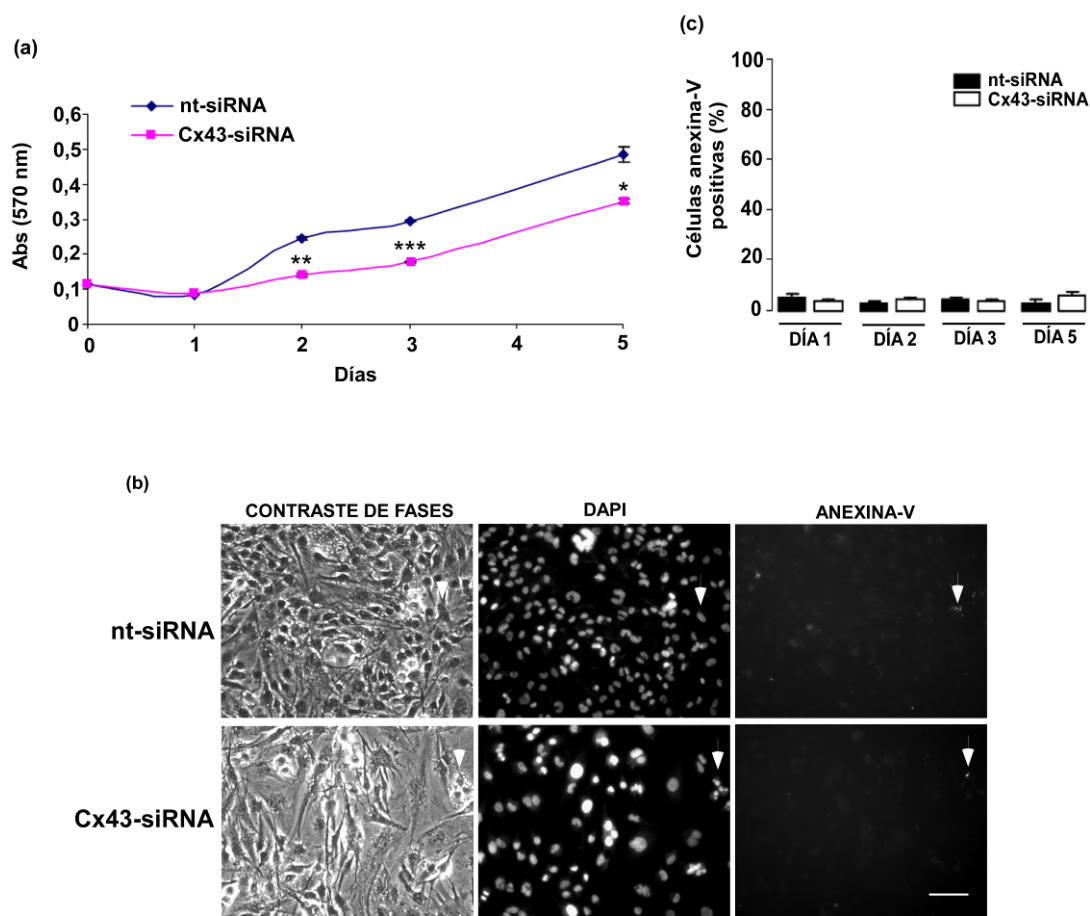 (a)
nt-siRNA
Cx43-siRNA
Abs (570 nm)
0,6
0,5
0,4
0,3
0,2
0,1
0
**
***
*
0 1 2 3 4 5
Días
(c)
nt-siRNA
Cx43-siRNA
Células anexina-V
positivas (%)
100
80
60
40
20
0
DÍA 1 DÍA 2 DÍA 3 DÍA 5
(b)
CONTRASTE DE FASES DAPI ANEXINA-V
nt-siRNA
Cx43-siRNA